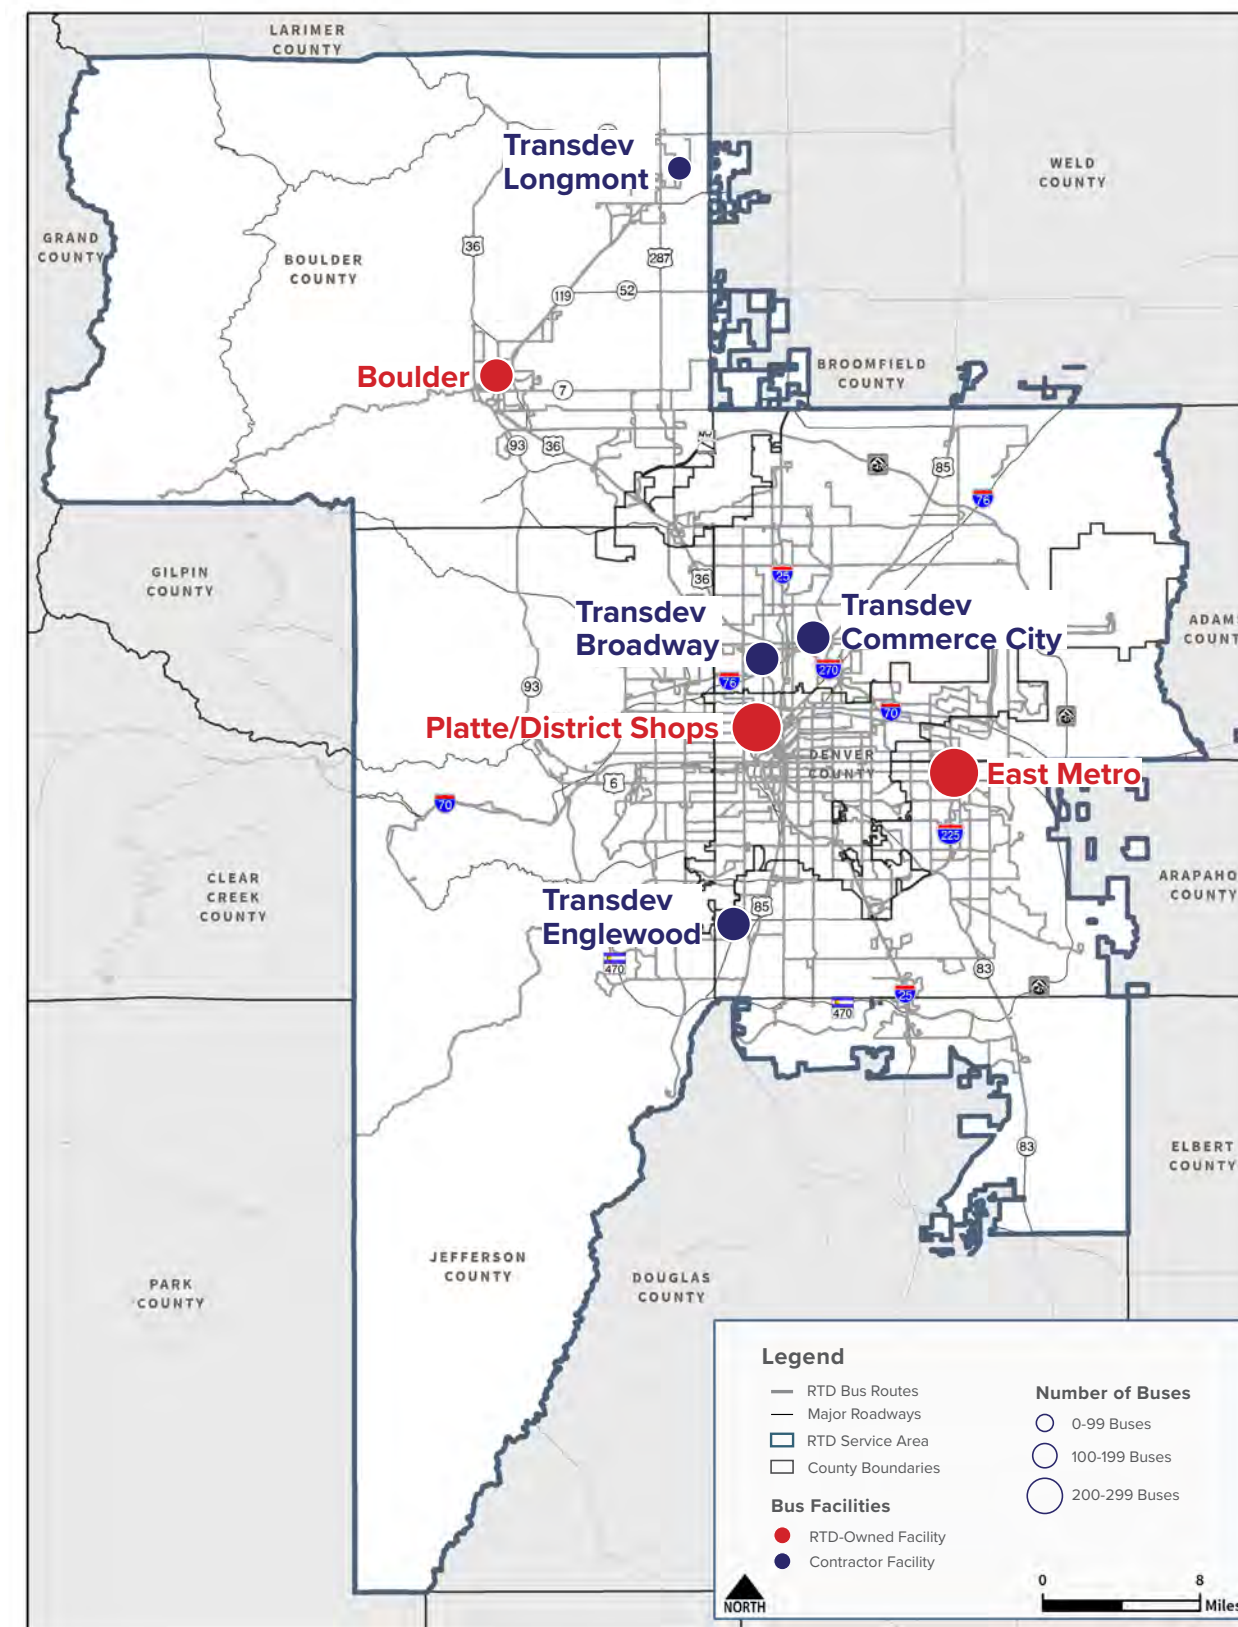 LARIMER
COUNTY
WELD
COUNTY
Transdev
Longmont
GRAND
COUNTY
BOULDER
COUNTY
36
287
119
52
Boulder
7
BROOMFIELD
COUNTY
93
36
85
76
GILPIN
COUNTY
36
25
Transdev
Broadway
Transdev
Commerce City
ADAM
COUNT
76
270
93
70
Platte/District Shops
DENVER
COUNTY
East Metro
6
70
225
CLEAR
CREEK
COUNTY
ARAPAHO
COUNTY
Transdev
Englewood
85
470
83
25
470
83
ELBERT
COUNTY
JEFFERSON
COUNTY
DOUGLAS
COUNTY
PARK
COUNTY
Legend
RTD Bus Routes
Major Roadways
RTD Service Area
County Boundaries
Bus Facilities
RTD-Owned Facility
Contractor Facility
Number of Buses
0-99 Buses
100-199 Buses
200-299 Buses
NORTH
0
8
Miles